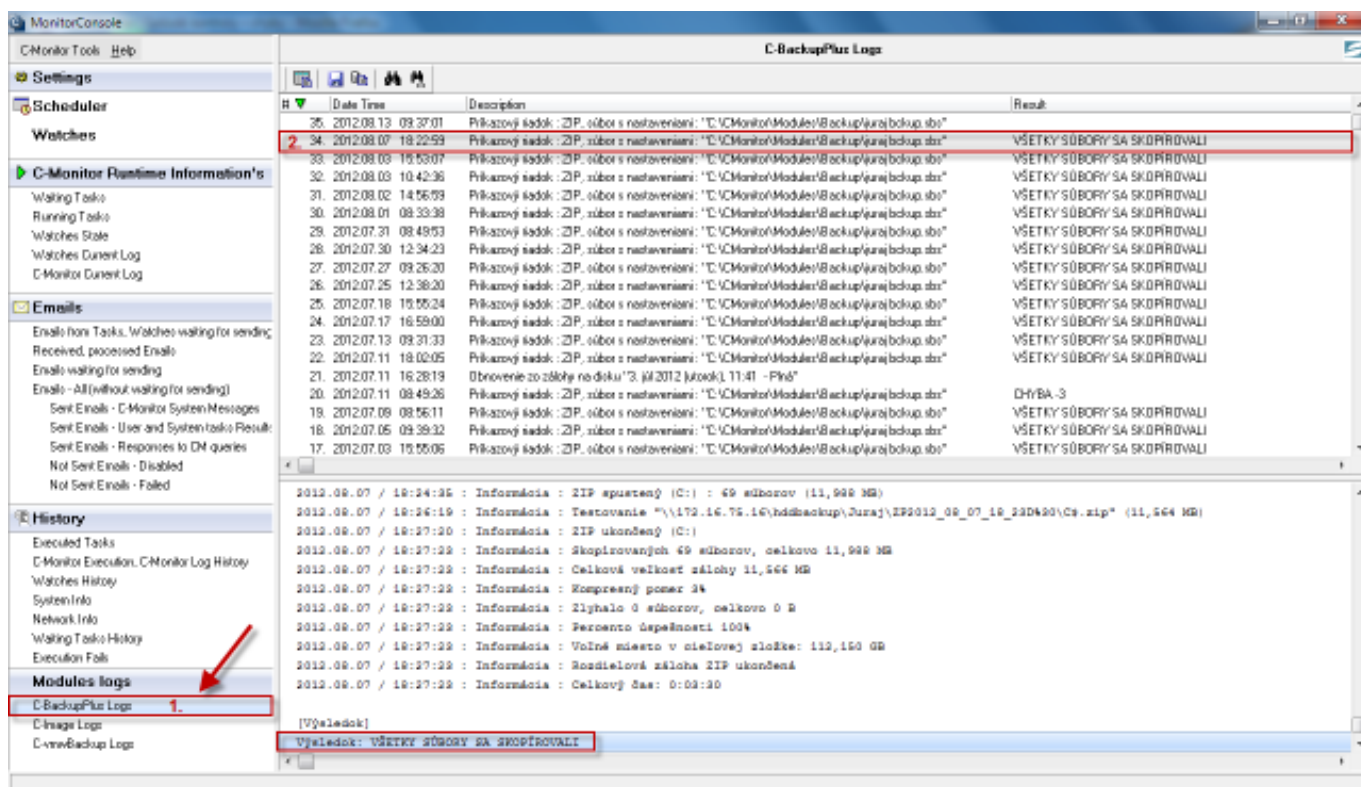 MonitorConsole
C-Monitor Tools Help
C-BackupPlus Logs
Settings
Scheduler
Watches
C-Monitor Runtime Information's
Waiting Tasks
Running Tasks
Watches State
Watches Current Log
C-Monitor Current Log
Emails
Emails from Tasks, Watches waiting for sending
Received, processed Emails
Emails waiting for sending
Emails - All (without waiting for sending)
Sent Emails - C-Monitor System Messages
Sent Emails - User and System tasks Results
Sent Emails - Responses to CM queries
Not Sent Emails - Disabled
Not Sent Emails - Failed
History
Executed Tasks
C-Monitor Execution, C-Monitor Log History
Watches History
System Info
Network Info
Waiting Tasks History
Execution Fails
Modules logs
C-BackupPlus Logs 1.
C-Image Logs
C-vmwBackup Logs
# Date Time Description Result
35. 2012.08.13 09:37:01 Príkazový riadok : ZIP, súbor s nastaveniami: "C:\CMonitor\Modules\Backup\juraj bckup.sbs"
2. 34. 2012.08.07 18:22:59 Príkazový riadok : ZIP, súbor s nastaveniami: "C:\CMonitor\Modules\Backup\juraj bckup.sbs" VŠETKY SÚBORY SA SKOPÍROVALI
33. 2012.08.03 15:53:07 Príkazový riadok : ZIP, súbor s nastaveniami: "C:\CMonitor\Modules\Backup\juraj bckup.sbs" VŠETKY SÚBORY SA SKOPÍROVALI
32. 2012.08.03 10:42:36 Príkazový riadok : ZIP, súbor s nastaveniami: "C:\CMonitor\Modules\Backup\juraj bckup.sbs" VŠETKY SÚBORY SA SKOPÍROVALI
31. 2012.08.02 14:56:59 Príkazový riadok : ZIP, súbor s nastaveniami: "C:\CMonitor\Modules\Backup\juraj bckup.sbs" VŠETKY SÚBORY SA SKOPÍROVALI
30. 2012.08.01 08:33:38 Príkazový riadok : ZIP, súbor s nastaveniami: "C:\CMonitor\Modules\Backup\juraj bckup.sbs" VŠETKY SÚBORY SA SKOPÍROVALI
29. 2012.07.31 08:49:53 Príkazový riadok : ZIP, súbor s nastaveniami: "C:\CMonitor\Modules\Backup\juraj bckup.sbs" VŠETKY SÚBORY SA SKOPÍROVALI
28. 2012.07.30 12:34:23 Príkazový riadok : ZIP, súbor s nastaveniami: "C:\CMonitor\Modules\Backup\juraj bckup.sbs" VŠETKY SÚBORY SA SKOPÍROVALI
27. 2012.07.27 09:26:20 Príkazový riadok : ZIP, súbor s nastaveniami: "C:\CMonitor\Modules\Backup\juraj bckup.sbs" VŠETKY SÚBORY SA SKOPÍROVALI
26. 2012.07.25 12:38:20 Príkazový riadok : ZIP, súbor s nastaveniami: "C:\CMonitor\Modules\Backup\juraj bckup.sbs" VŠETKY SÚBORY SA SKOPÍROVALI
25. 2012.07.18 15:55:24 Príkazový riadok : ZIP, súbor s nastaveniami: "C:\CMonitor\Modules\Backup\juraj bckup.sbs" VŠETKY SÚBORY SA SKOPÍROVALI
24. 2012.07.17 16:59:00 Príkazový riadok : ZIP, súbor s nastaveniami: "C:\CMonitor\Modules\Backup\juraj bckup.sbs" VŠETKY SÚBORY SA SKOPÍROVALI
23. 2012.07.13 09:31:33 Príkazový riadok : ZIP, súbor s nastaveniami: "C:\CMonitor\Modules\Backup\juraj bckup.sbs" VŠETKY SÚBORY SA SKOPÍROVALI
22. 2012.07.11 18:02:05 Príkazový riadok : ZIP, súbor s nastaveniami: "C:\CMonitor\Modules\Backup\juraj bckup.sbs" VŠETKY SÚBORY SA SKOPÍROVALI
21. 2012.07.11 16:28:19 Obnovenie zo zálohy na disku "3. júl 2012 (utorok), 11:41 - Plná"
20. 2012.07.11 08:49:26 Príkazový riadok : ZIP, súbor s nastaveniami: "C:\CMonitor\Modules\Backup\juraj bckup.sbs" CHYBA -3
19. 2012.07.09 08:56:11 Príkazový riadok : ZIP, súbor s nastaveniami: "C:\CMonitor\Modules\Backup\juraj bckup.sbs" VŠETKY SÚBORY SA SKOPÍROVALI
18. 2012.07.05 09:39:32 Príkazový riadok : ZIP, súbor s nastaveniami: "C:\CMonitor\Modules\Backup\juraj bckup.sbs" VŠETKY SÚBORY SA SKOPÍROVALI
17. 2012.07.03 15:55:06 Príkazový riadok : ZIP, súbor s nastaveniami: "C:\CMonitor\Modules\Backup\juraj bckup.sbs" VŠETKY SÚBORY SA SKOPÍROVALI
2012.08.07 / 18:24:35 : Informácia : ZIP spustený (C:) : 69 súborov (11,988 MB)
2012.08.07 / 18:26:19 : Informácia : Testovanie "\\172.16.75.16\hddbackup\Juraj\ZP2012_08_07_18_23D%30\C$.zip" (11,564 MB)
2012.08.07 / 18:27:20 : Informácia : ZIP ukončený (C:)
2012.08.07 / 18:27:23 : Informácia : Skopírovaných 69 súborov, celkovo 11,988 MB
2012.08.07 / 18:27:23 : Informácia : Celková veľkosť zálohy 11,566 MB
2012.08.07 / 18:27:23 : Informácia : Kompresný pomer 3%
2012.08.07 / 18:27:23 : Informácia : Zlyhalo 0 súborov, celkovo 0 B
2012.08.07 / 18:27:23 : Informácia : Percento úspešnosti 100%
2012.08.07 / 18:27:23 : Informácia : Voľné miesto v cieľovej zložke: 113,150 GB
2012.08.07 / 18:27:23 : Informácia : Rozdielová záloha ZIP ukončená
2012.08.07 / 18:27:23 : Informácia : Celkový čas: 0:03:30
[Výsledok]
Výsledok: VŠETKY SÚBORY SA SKOPÍROVALI